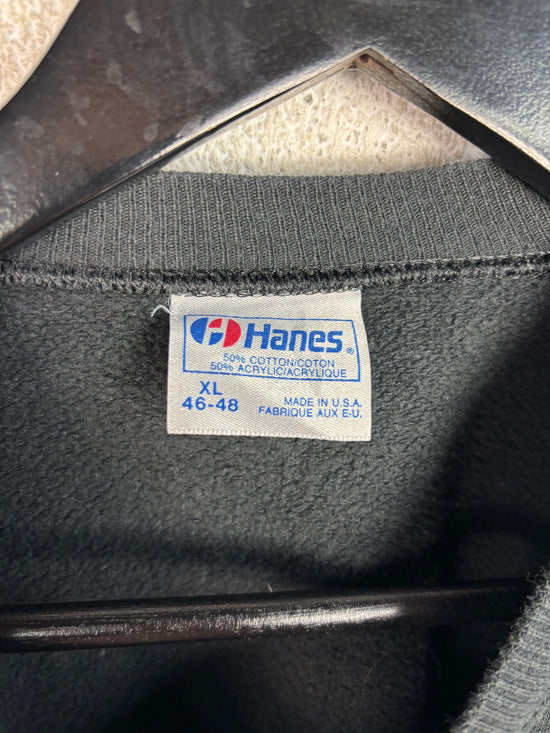 Hanes®
50% COTTON/COTON
50% ACRYLIC/ACRYLIQUE
XL
46-48
MADE IN U.S.A.
FABRIQUE AUX E-U.